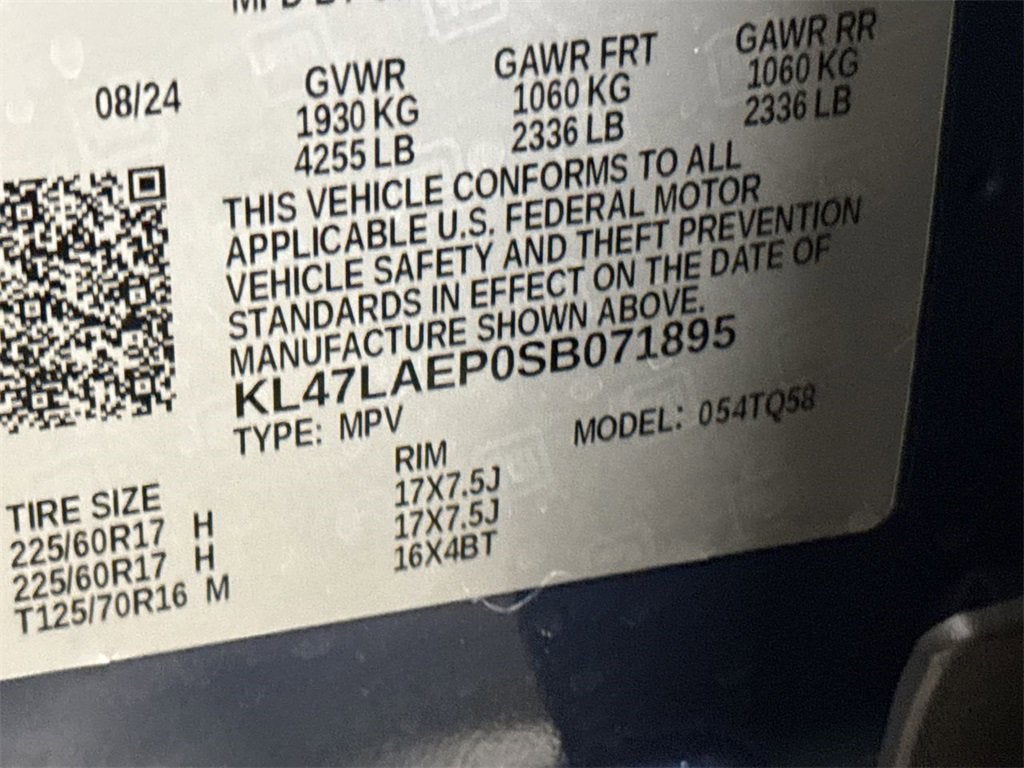 08/24
GVWR GAWR FRT GAWR RR
1930 KG 1060 KG 1060 KG
4255 LB 2336 LB 2336 LB
THIS VEHICLE CONFORMS TO ALL
APPLICABLE U.S. FEDERAL MOTOR
VEHICLE SAFETY AND THEFT PREVENTION
STANDARDS IN EFFECT ON THE DATE OF
MANUFACTURE SHOWN ABOVE.
KL47LAEP0SB071895
TYPE: MPV MODEL: 054TQ58
TIRE SIZE RIM
225/60R17 H 17X7.5J
225/60R17 H 17X7.5J
T125/70R16 M 16X4BT